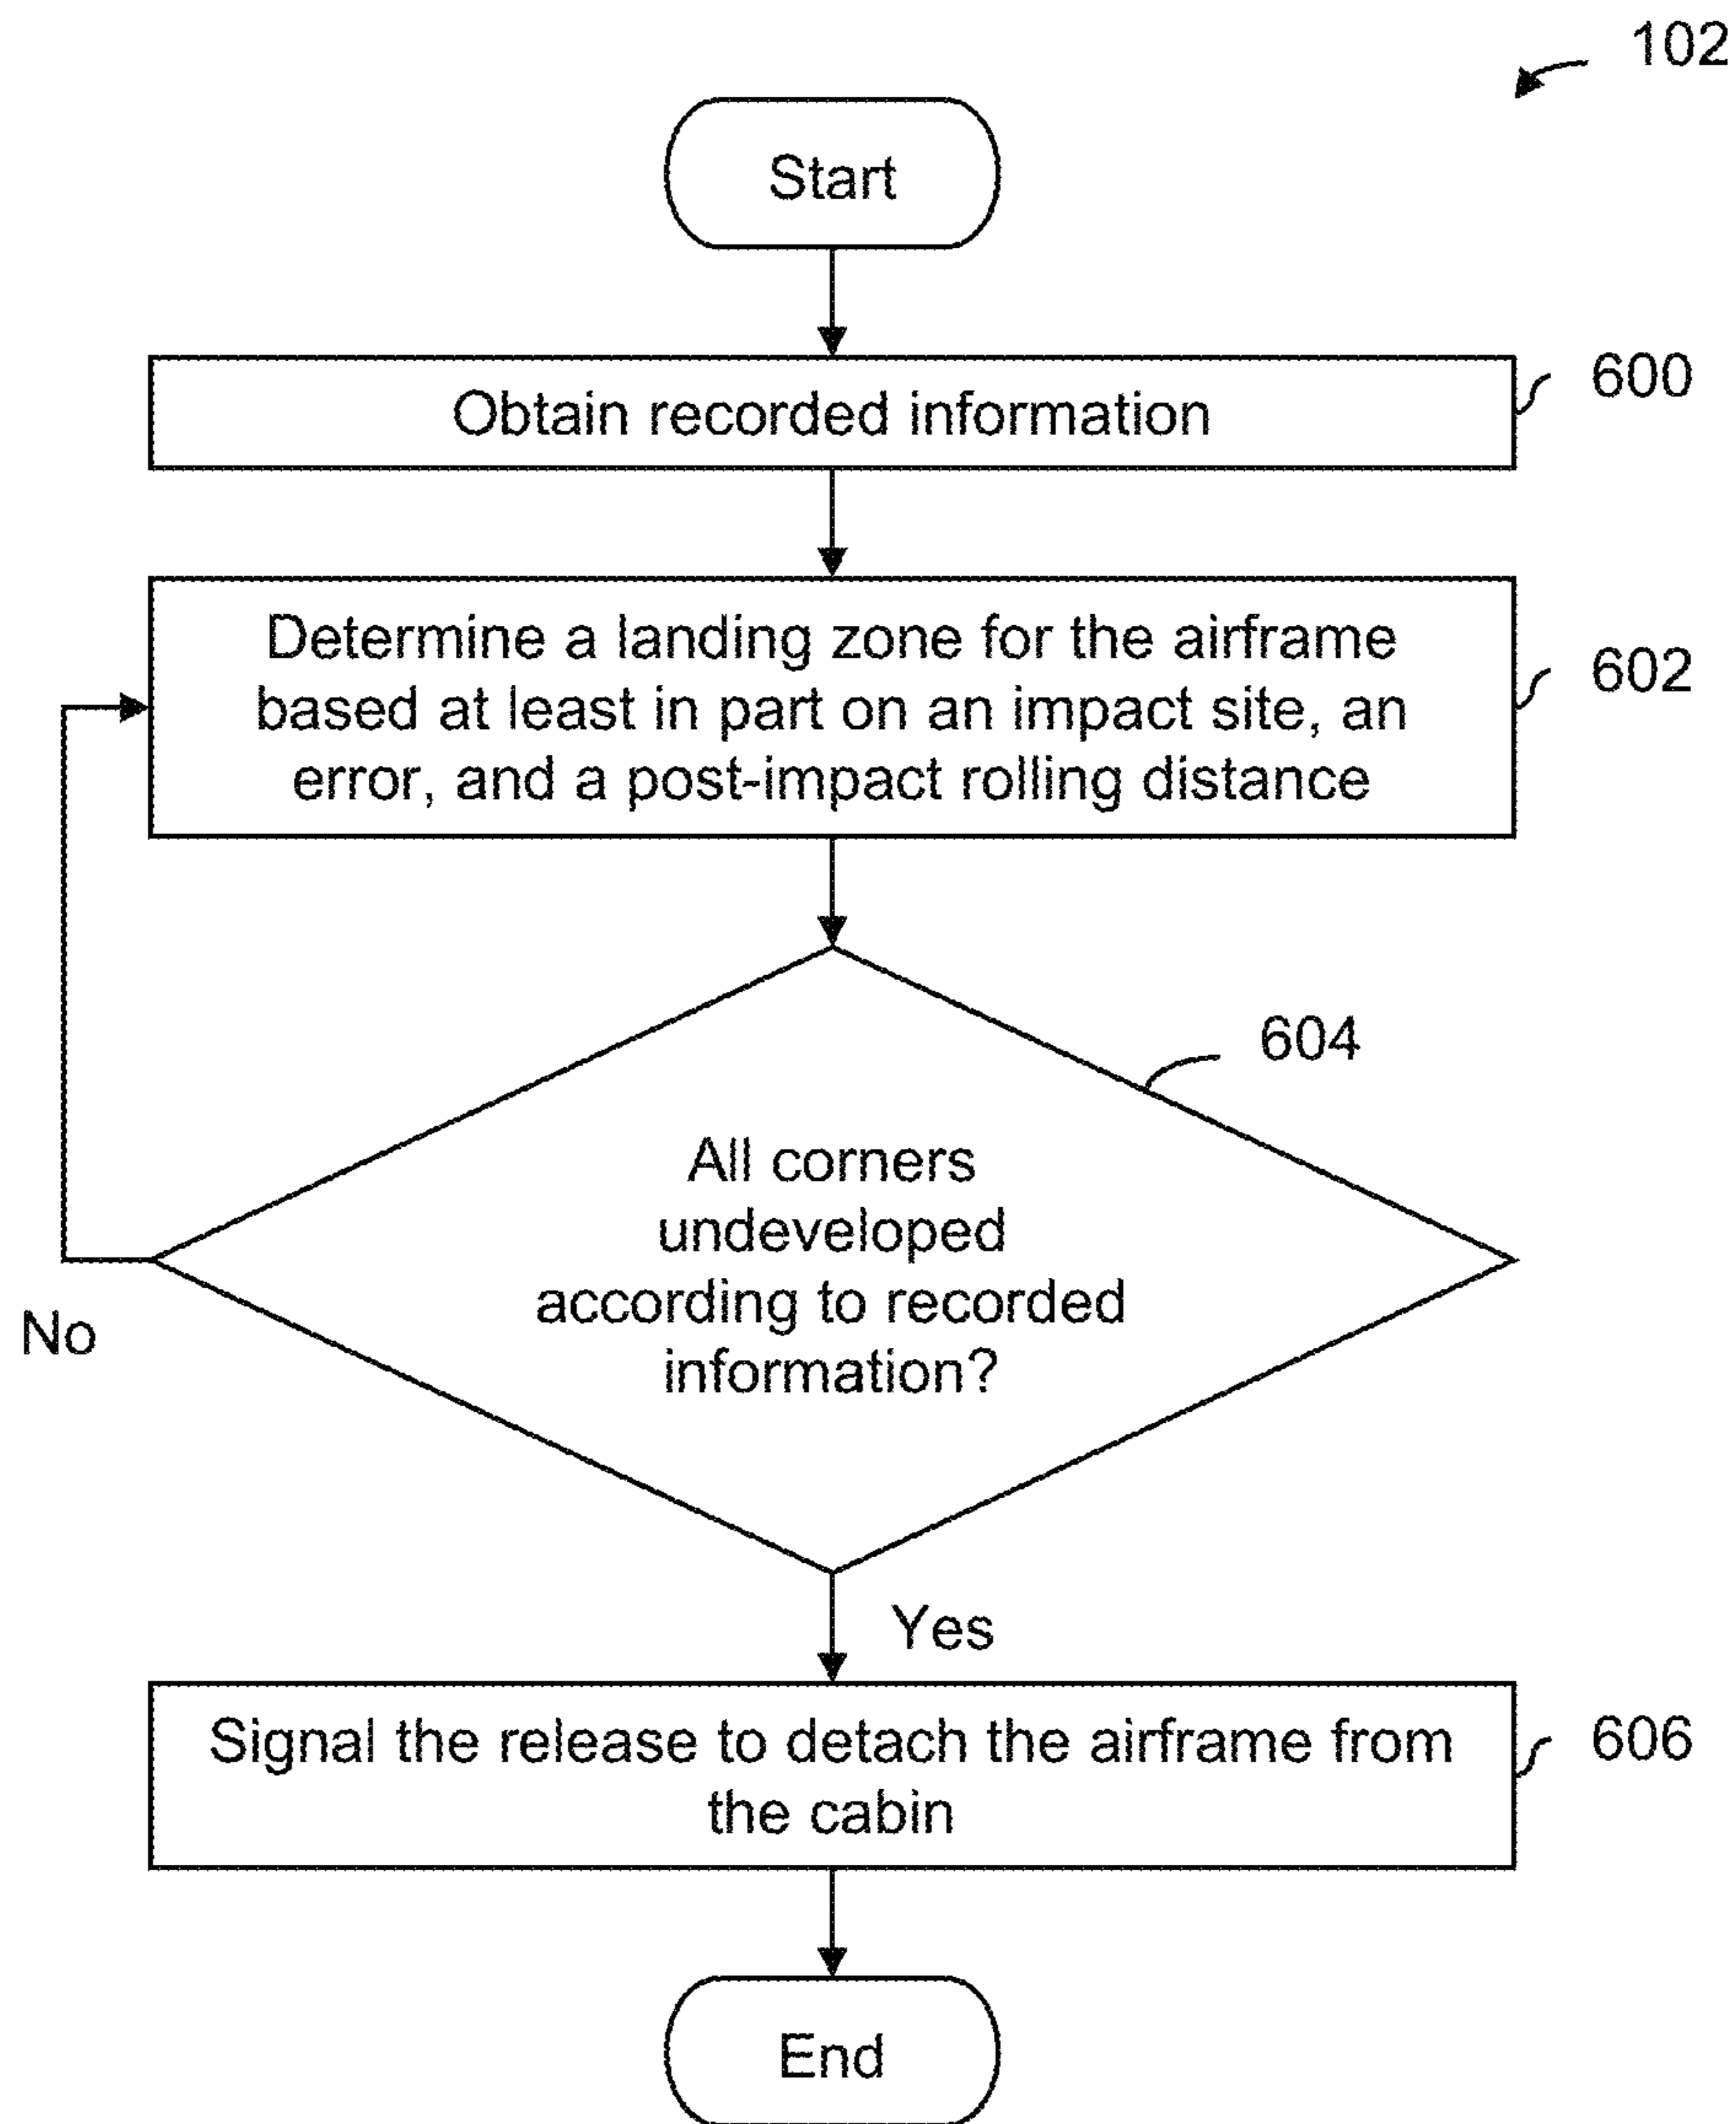 102
Start
Obtain recorded information
600
Determine a landing zone for the airframe
based at least in part on an impact site, an
error, and a post-impact rolling distance
602
604
All corners
undeveloped
according to recorded
information?
No
Yes
Signal the release to detach the airframe from
the cabin
606
End